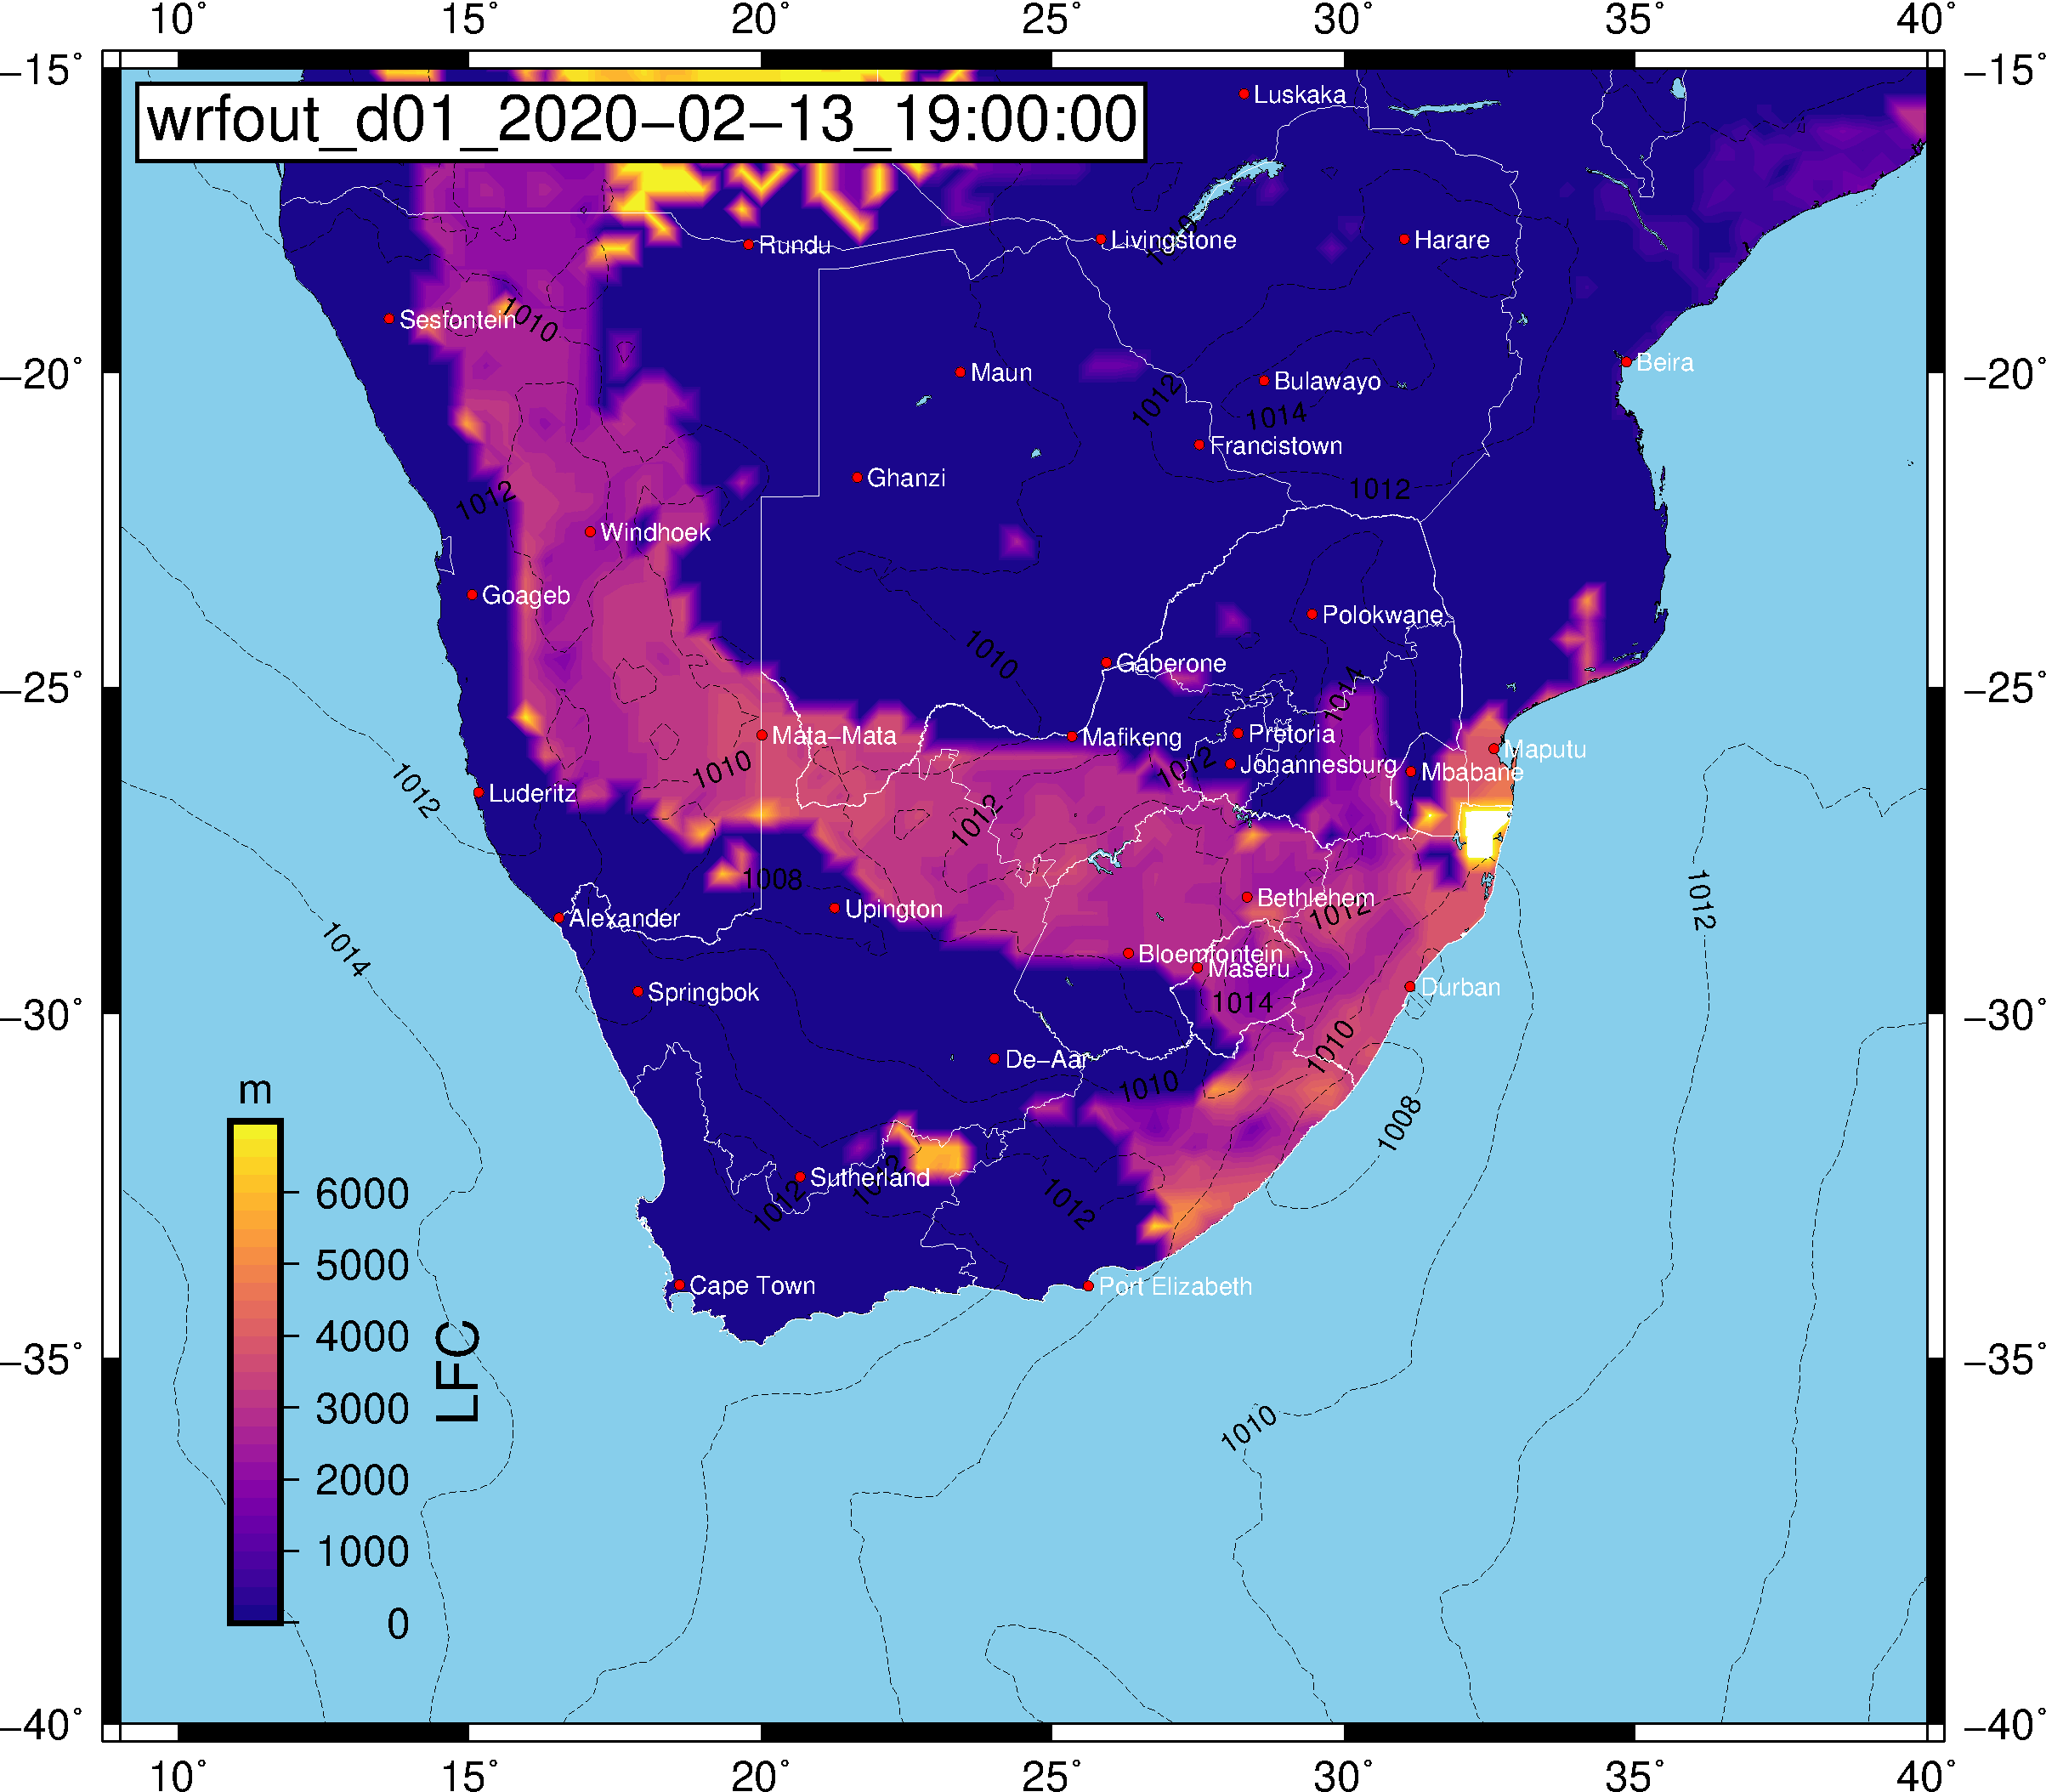 10° 15° 20° 25° 30° 35° 40°
−15° −15°
wrfout_d01_2020−02−13_19:00:00
Luskaka
1010
Rundu
Livingstone
Harare
Sesfontein
1010
Beira
−20° −20°
Maun
Bulawayo
1012
1014
Francistown
Ghanzi
1012
1012
Windhoek
Goageb
Polokwane
1010
Gaberone
−25° −25°
1014
Mata−Mata
Mafikeng
Pretoria
Maputu
1010
1012
Johannesburg
Mbabane
1012
Luderitz
1012
1008
Bethlehem
1012
1012
Upington
Alexander
1014
Bloemfontein
Maseru
Springbok
1014
Durban
−30° −30°
1010
De−Aar
1010
1008
m
Sutherland
1012
1012
1012
6000
5000
4000
3000
2000
1000
0
LFC
Cape Town
Port Elizabeth
−35° −35°
1010
−40° −40°
10° 15° 20° 25° 30° 35° 40°